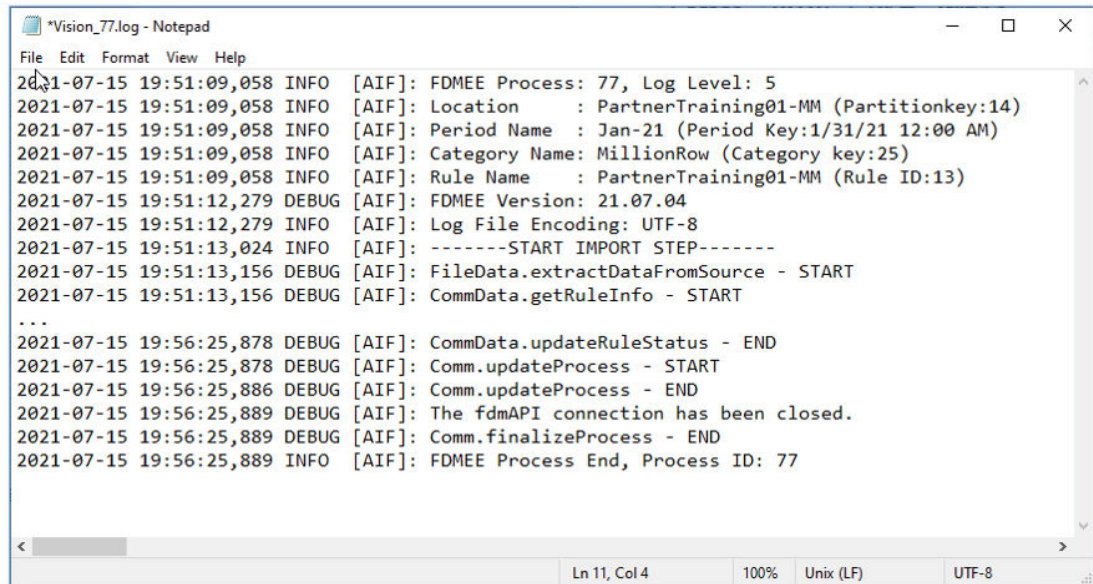 *Vision_77.log - Notepad
File Edit Format View Help
2021-07-15 19:51:09,058 INFO  [AIF]: FDMEE Process: 77, Log Level: 5
2021-07-15 19:51:09,058 INFO  [AIF]: Location      : PartnerTraining01-MM (Partitionkey:14)
2021-07-15 19:51:09,058 INFO  [AIF]: Period Name  : Jan-21 (Period Key:1/31/21 12:00 AM)
2021-07-15 19:51:09,058 INFO  [AIF]: Category Name: MillionRow (Category key:25)
2021-07-15 19:51:09,058 INFO  [AIF]: Rule Name    : PartnerTraining01-MM (Rule ID:13)
2021-07-15 19:51:12,279 DEBUG [AIF]: FDMEE Version: 21.07.04
2021-07-15 19:51:12,279 INFO  [AIF]: Log File Encoding: UTF-8
2021-07-15 19:51:13,024 INFO  [AIF]: -------START IMPORT STEP-------
2021-07-15 19:51:13,156 DEBUG [AIF]: FileData.extractDataFromSource - START
2021-07-15 19:51:13,156 DEBUG [AIF]: CommData.getRuleInfo - START
...
2021-07-15 19:56:25,878 DEBUG [AIF]: CommData.updateRuleStatus - END
2021-07-15 19:56:25,878 DEBUG [AIF]: Comm.updateProcess - START
2021-07-15 19:56:25,886 DEBUG [AIF]: Comm.updateProcess - END
2021-07-15 19:56:25,889 DEBUG [AIF]: The fdmAPI connection has been closed.
2021-07-15 19:56:25,889 DEBUG [AIF]: Comm.finalizeProcess - END
2021-07-15 19:56:25,889 INFO  [AIF]: FDMEE Process End, Process ID: 77
Ln 11, Col 4 100% Unix (LF) UTF-8